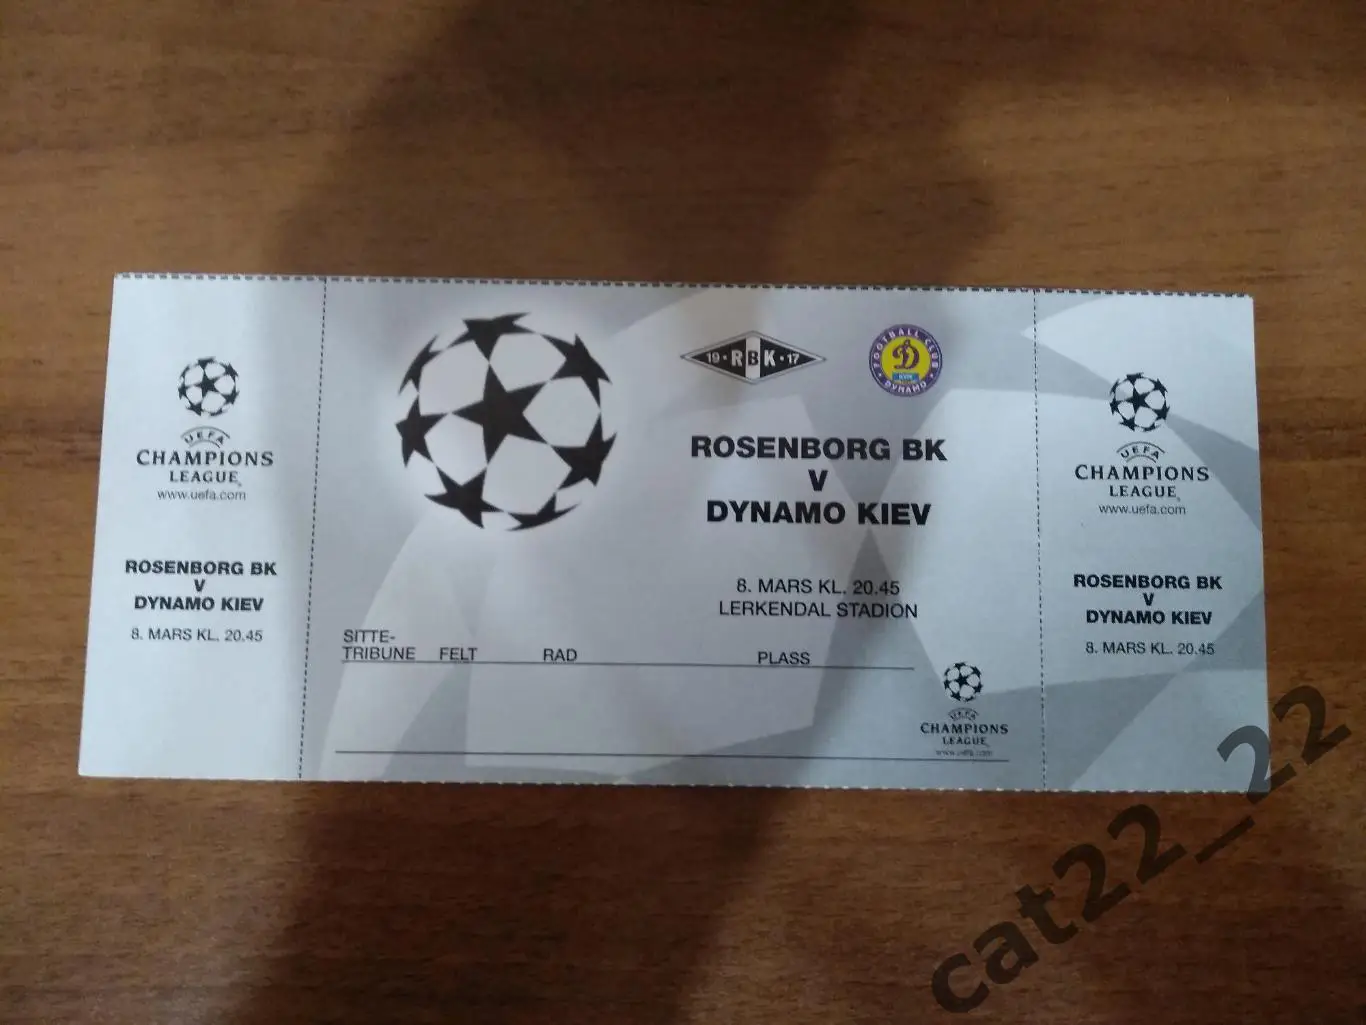 UEFA
CHAMPIONS
LEAGUE
www.uefa.com
ROSENBORG BK
V
DYNAMO KIEV
8. MARS KL. 20.45
19 · RBK · 17
FOOTBALL CLUB
DYNAMO
ROSENBORG BK
V
DYNAMO KIEV
8. MARS KL. 20.45
LERKENDAL STADION
SITTE-
TRIBUNE FELT RAD PLASS
UEFA
CHAMPIONS
LEAGUE
www.uefa.com
UEFA
CHAMPIONS
LEAGUE
www.uefa.com
ROSENBORG BK
V
DYNAMO KIEV
8. MARS KL. 20.45
cat22_22